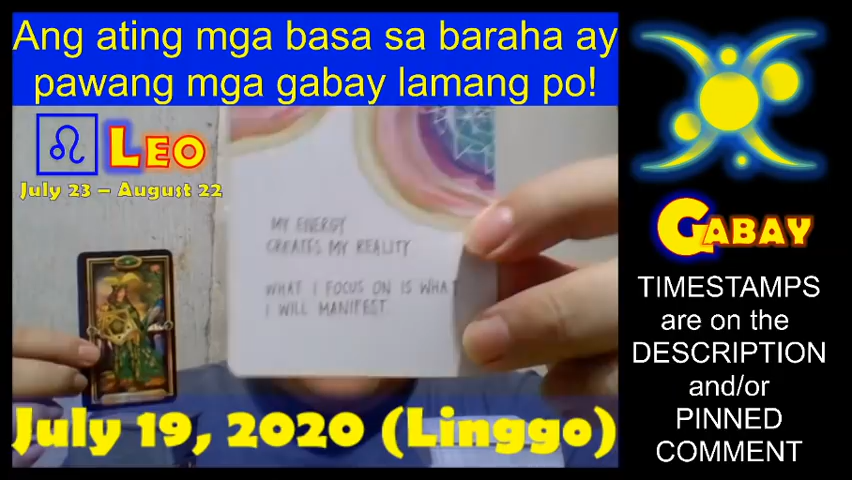 Ang ating mga basa sa baraha ay
pawang mga gabay lamang po!
♌ LEO
July 23 – August 22
MY ENERGY
CREATES MY REALITY
WHAT I FOCUS ON IS WHAT
I WILL MANIFEST.
July 19, 2020 (Linggo)
GABAY
TIMESTAMPS
are on the
DESCRIPTION
and/or
PINNED
COMMENT